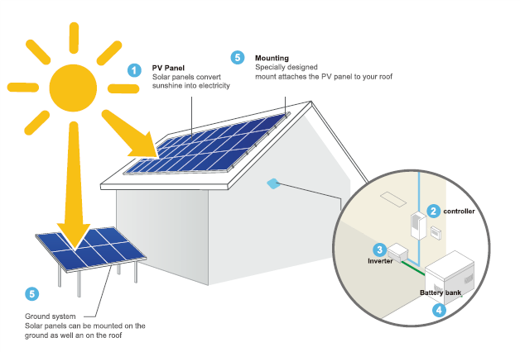 1
PV Panel
Solar panels convert
sunshine into electricity
5
Mounting
Specially designed
mount attaches the PV panel to your roof
2
controller
3
Inverter
Battery bank
4
5
Ground system
Solar panels can be mounted on the
ground as well an on the roof